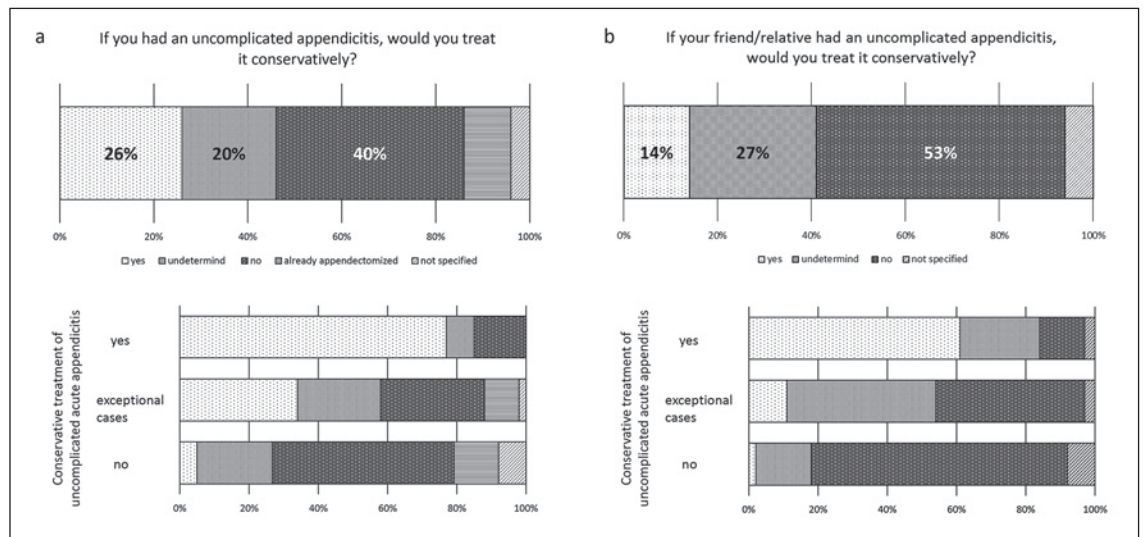 a
If you had an uncomplicated appendicitis, would you treat
it conservatively?
26%
20%
40%
0%
20%
40%
60%
80%
100%
yes
undetermind
no
already appendectomized
not specified
Conservative treatment of
uncomplicated acute appendicitis
yes
exceptional
cases
no
0%
20%
40%
60%
80%
100%
b
If your friend/relative had an uncomplicated appendicitis,
would you treat it conservatively?
14%
27%
53%
0%
20%
40%
60%
80%
100%
yes
undetermind
no
not specified
Conservative treatment of
uncomplicated acute appendicitis
yes
exceptional
cases
no
0%
20%
40%
60%
80%
100%